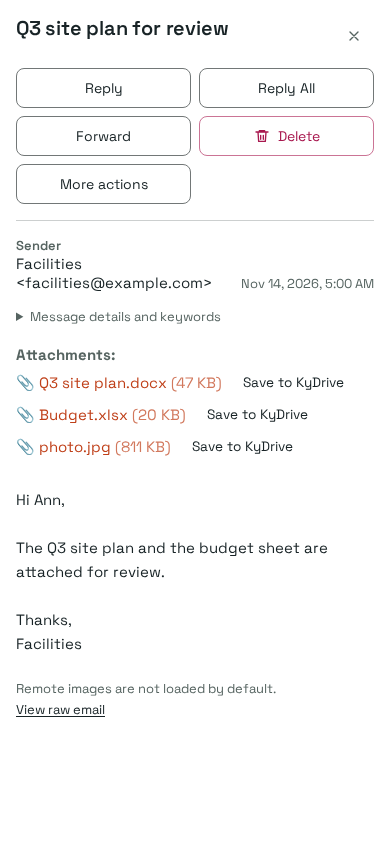 Q3 site plan for review
Reply
Reply All
Forward
Delete
More actions
Sender
Facilities
<facilities@example.com>
Nov 14, 2026, 5:00 AM
Message details and keywords
Attachments:
Q3 site plan.docx (47 KB) Save to KyDrive
Budget.xlsx (20 KB) Save to KyDrive
photo.jpg (811 KB) Save to KyDrive
Hi Ann,
The Q3 site plan and the budget sheet are
attached for review.
Thanks,
Facilities
Remote images are not loaded by default.
View raw email